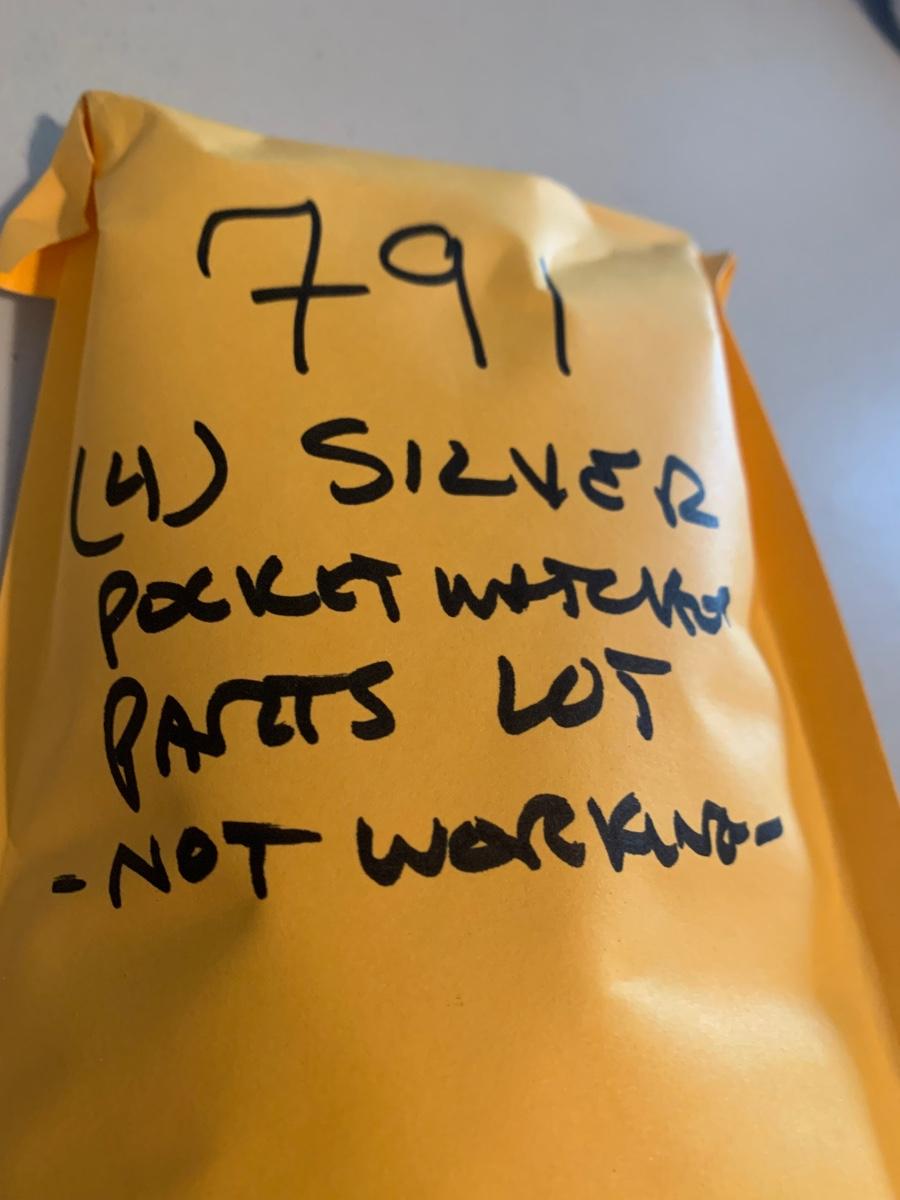 791
(4) SILVER
POCKET WATCHES
PARTS LOT
-NOT WORKING-